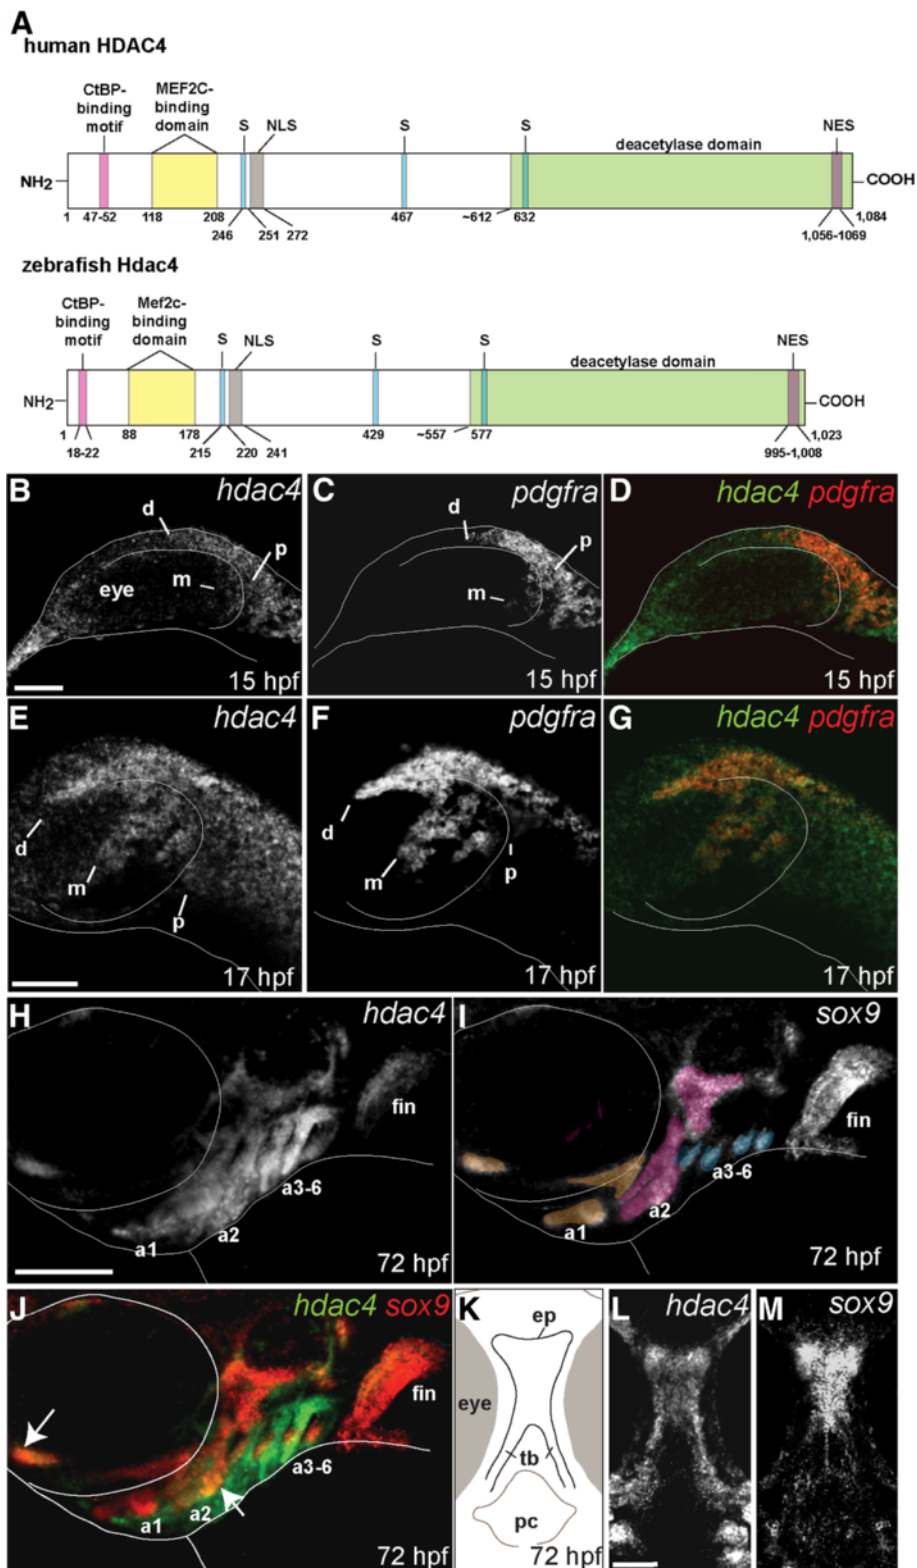 A
human HDAC4
CtBP-
binding
motif
MEF2C-
binding
domain
S
NLS
S
S
deacetylase domain
NES
NH2
COOH
1
47-52
118
208
246
251
272
467
~612
632
1,056-1069
1,084
zebrafish Hdac4
CtBP-
binding
motif
Mef2c-
binding
domain
S
NLS
S
S
deacetylase domain
NES
NH2
COOH
1
18-22
88
178
215
220
241
429
~557
577
995-1,008
1,023
B
hdac4
d
p
m
eye
15 hpf
C
pdgfra
d
p
m
15 hpf
D
hdac4 pdgfra
15 hpf
E
hdac4
d
m
p
17 hpf
F
pdgfra
d
m
p
17 hpf
G
hdac4 pdgfra
17 hpf
H
hdac4
fin
a3-6
a2
a1
72 hpf
I
sox9
fin
a3-6
a2
a1
72 hpf
J
hdac4 sox9
fin
a3-6
a2
a1
72 hpf
K
ep
eye
tb
pc
72 hpf
L
hdac4
M
sox9